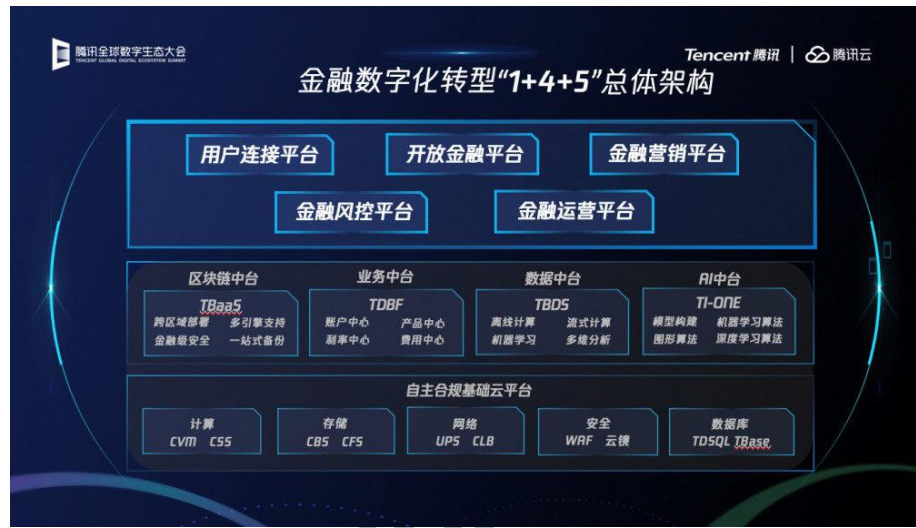 腾讯全球数字生态大会
TENCENT GLOBAL DIGITAL ECOSYSTEM SUMMIT
Tencent 腾讯 | 腾讯云
金融数字化转型“1+4+5”总体架构
用户连接平台 开放金融平台 金融营销平台
金融风控平台 金融运营平台
区块链中台 业务中台 数据中台 AI中台
TBaaS TDBF TBDS TI-ONE
跨区域部署 多引擎支持 账户中心 产品中心 离线计算 流式计算 模型构建 机器学习算法
金融级安全 一站式备份 利率中心 费用中心 机器学习 多维分析 图形算法 深度学习算法
自主合规基础云平台
计算 存储 网络 安全 数据库
CVM CSS CBS CFS UPS CLB WAF 云镜 TDSQL TBase